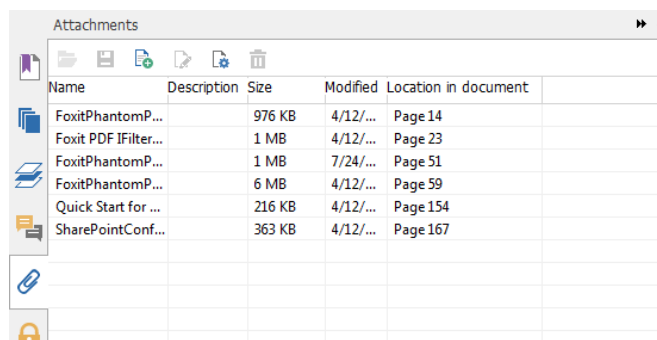 Attachments
Name Description Size Modified Location in document
FoxitPhantomP... 976 KB 4/12/... Page 14
Foxit PDF IFilter... 1 MB 4/12/... Page 23
FoxitPhantomP... 1 MB 7/24/... Page 51
FoxitPhantomP... 6 MB 4/12/... Page 59
Quick Start for ... 216 KB 4/12/... Page 154
SharePointConf... 363 KB 4/12/... Page 167